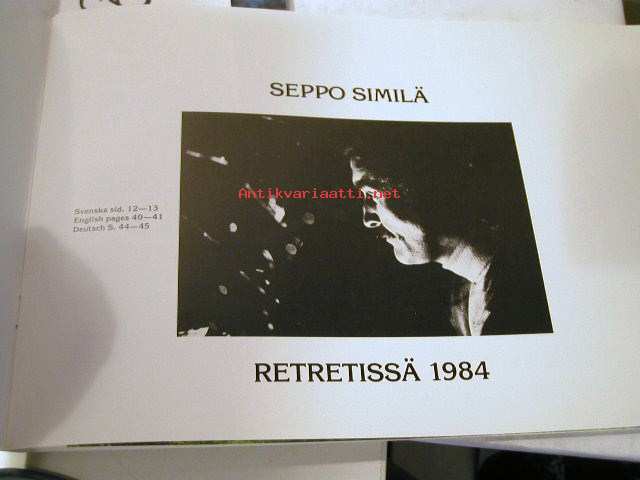 SEPPO SIMILÄ
Antikvariaatti.net
Svenska sid. 12—13
English pages 40—41
Deutsch S. 44—45
RETRETISSÄ 1984